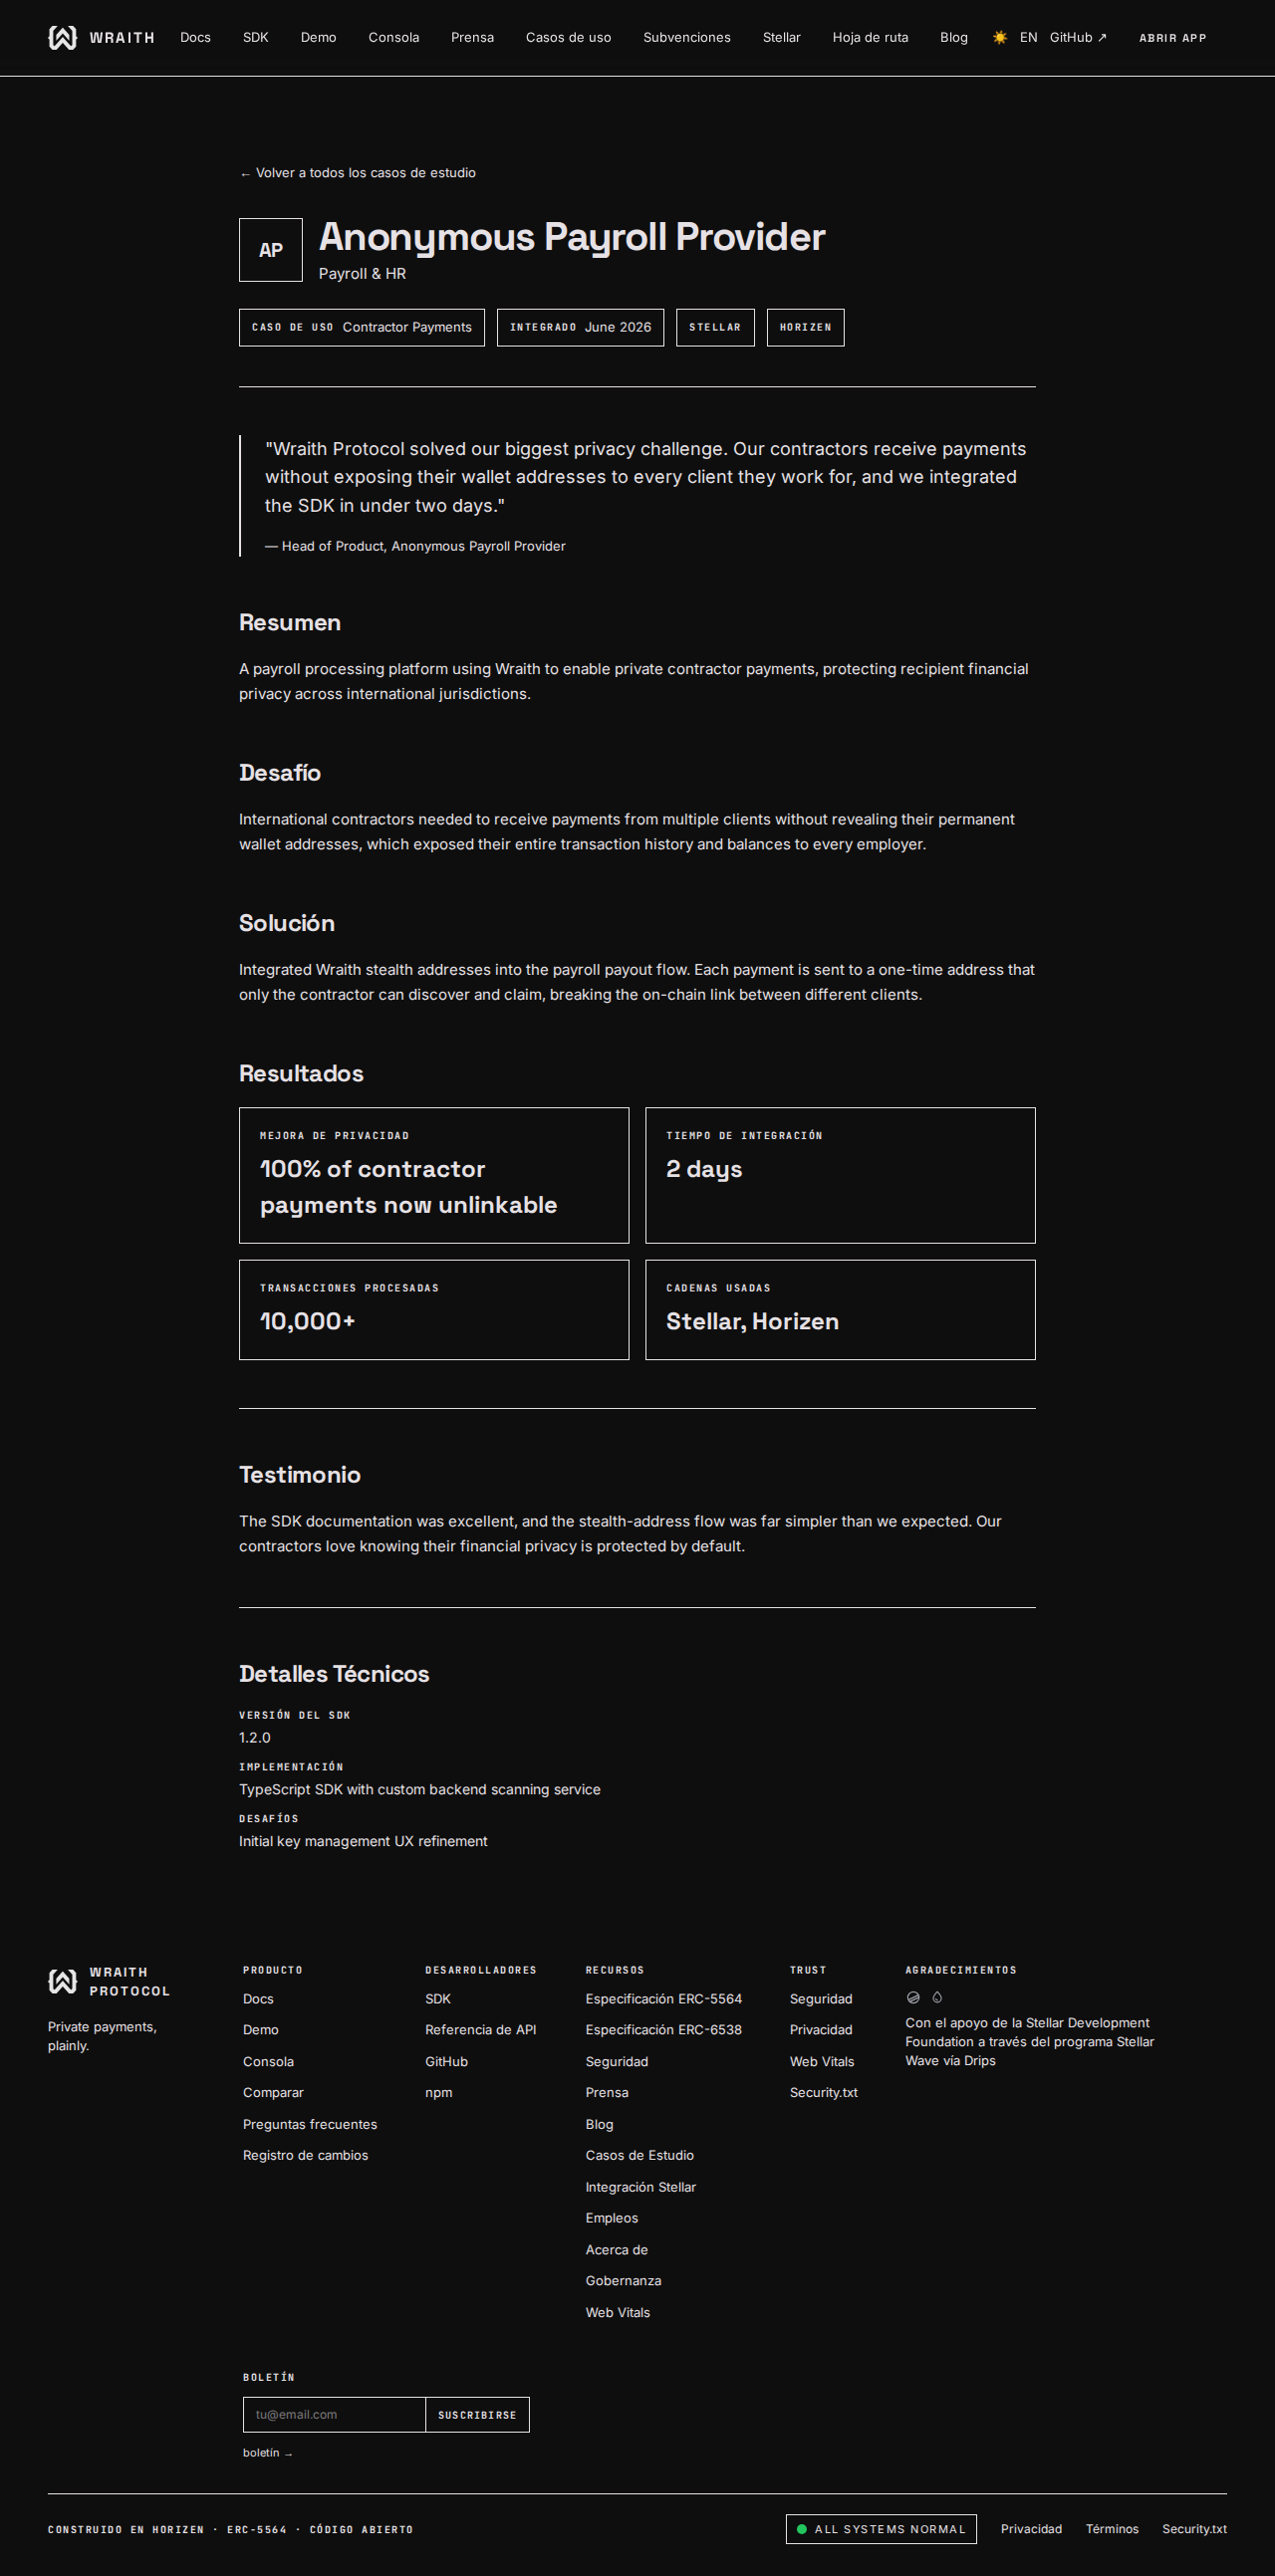 WRAITH
Docs
SDK
Demo
Consola
Prensa
Casos de uso
Subvenciones
Stellar
Hoja de ruta
Blog
EN
GitHub ↗
ABRIR APP
← Volver a todos los casos de estudio
AP
Anonymous Payroll Provider
Payroll & HR
CASO DE USO Contractor Payments
INTEGRADO June 2026
STELLAR
HORIZEN
"Wraith Protocol solved our biggest privacy challenge. Our contractors receive payments
without exposing their wallet addresses to every client they work for, and we integrated
the SDK in under two days."
— Head of Product, Anonymous Payroll Provider
Resumen
A payroll processing platform using Wraith to enable private contractor payments, protecting recipient financial
privacy across international jurisdictions.
Desafío
International contractors needed to receive payments from multiple clients without revealing their permanent
wallet addresses, which exposed their entire transaction history and balances to every employer.
Solución
Integrated Wraith stealth addresses into the payroll payout flow. Each payment is sent to a one-time address that
only the contractor can discover and claim, breaking the on-chain link between different clients.
Resultados
MEJORA DE PRIVACIDAD
100% of contractor
payments now unlinkable
TIEMPO DE INTEGRACIÓN
2 days
TRANSACCIONES PROCESADAS
10,000+
CADENAS USADAS
Stellar, Horizen
Testimonio
The SDK documentation was excellent, and the stealth-address flow was far simpler than we expected. Our
contractors love knowing their financial privacy is protected by default.
Detalles Técnicos
VERSIÓN DEL SDK
1.2.0
IMPLEMENTACIÓN
TypeScript SDK with custom backend scanning service
DESAFÍOS
Initial key management UX refinement
WRAITH
PROTOCOL
Private payments,
plainly.
PRODUCTO
Docs
Demo
Consola
Comparar
Preguntas frecuentes
Registro de cambios
DESARROLLADORES
SDK
Referencia de API
GitHub
npm
RECURSOS
Especificación ERC-5564
Especificación ERC-6538
Seguridad
Prensa
Blog
Casos de Estudio
Integración Stellar
Empleos
Acerca de
Gobernanza
Web Vitals
TRUST
Seguridad
Privacidad
Web Vitals
Security.txt
AGRADECIMIENTOS
Con el apoyo de la Stellar Development
Foundation a través del programa Stellar
Wave vía Drips
BOLETÍN
tu@email.com
SUSCRIBIRSE
boletín →
CONSTRUIDO EN HORIZEN · ERC-5564 · CÓDIGO ABIERTO
ALL SYSTEMS NORMAL
Privacidad
Términos
Security.txt